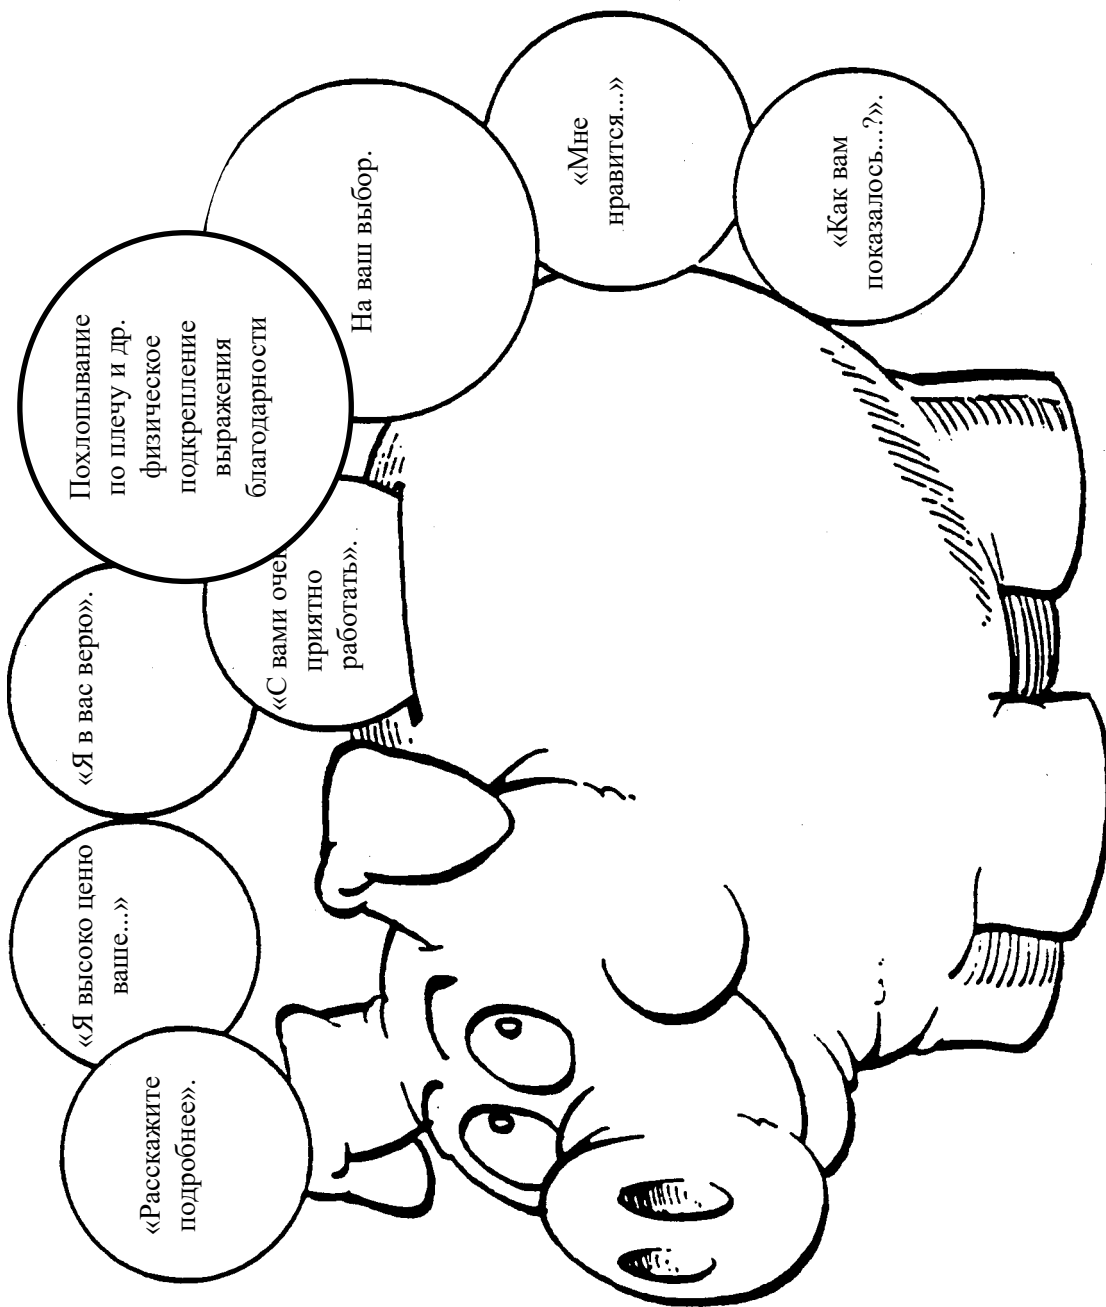 «Расскажите
подробнее».
«Я высоко ценю
ваше...»
«Я в вас верю».
«С вами очен
приятно
работать».
Похлопывание
по плечу и др.
физическое
подкрепление
выражения
благодарности
На ваш выбор.
«Мне
нравится...»
«Как вам
показалось...?».